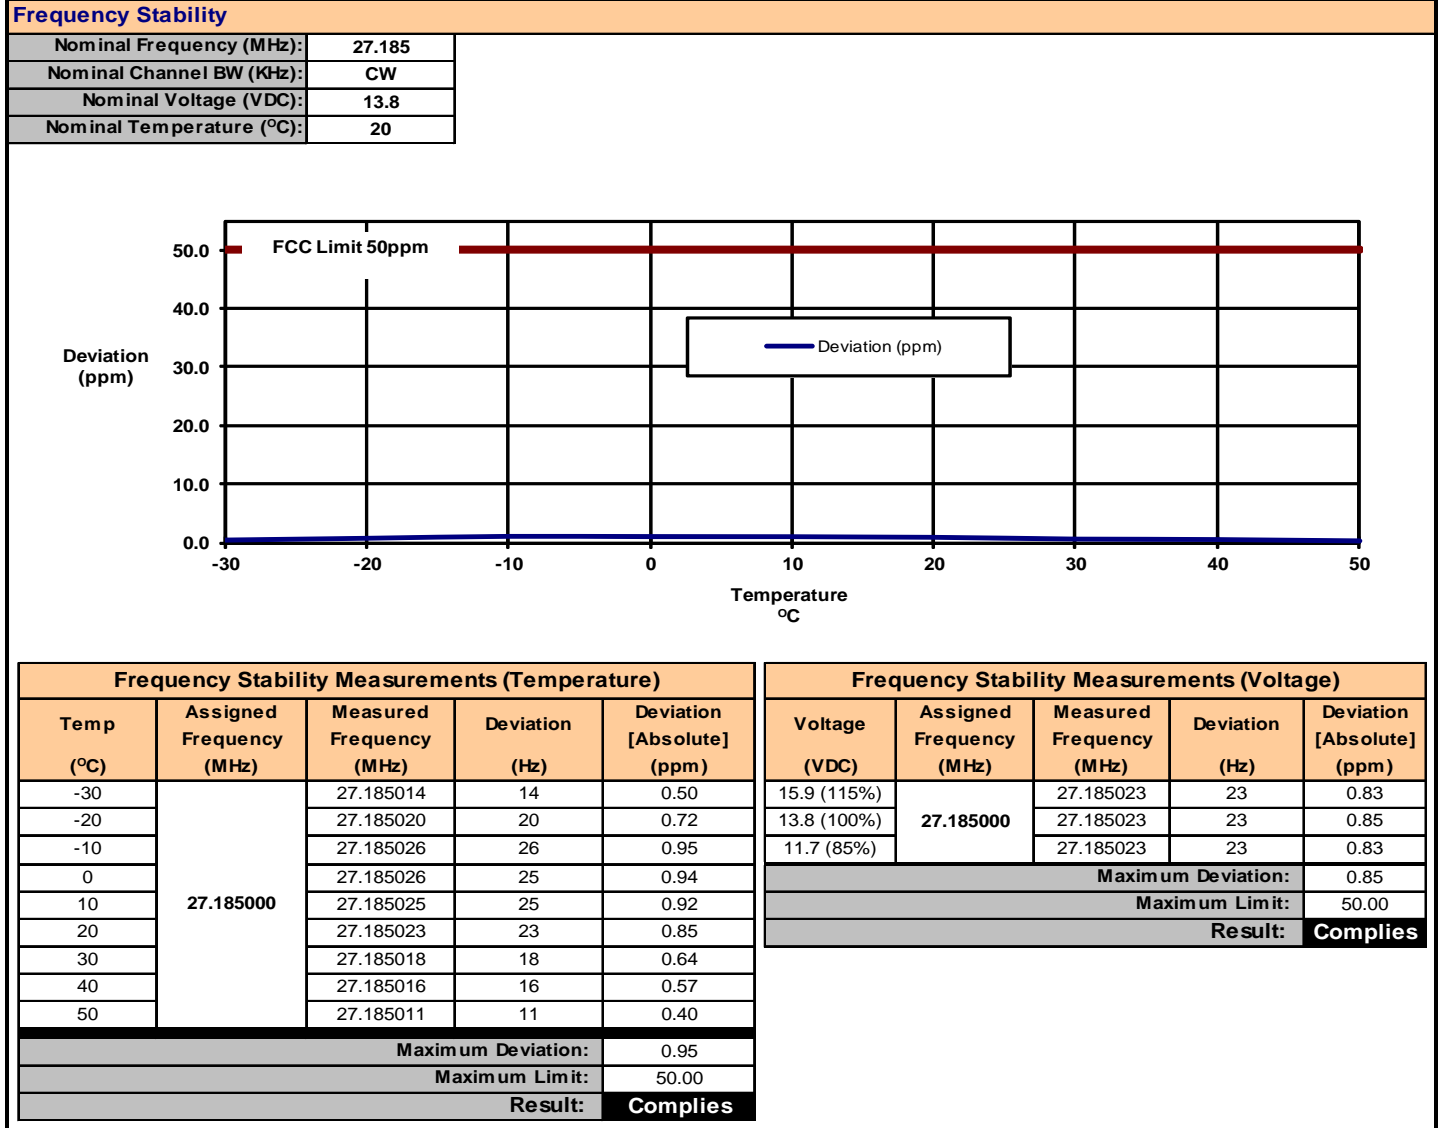 Frequency Stability
Nominal Frequency (MHz): 27.185
Nominal Channel BW (KHz): CW
Nominal Voltage (VDC): 13.8
Nominal Temperature (ºC): 20
FCC Limit 50ppm
50.0
40.0
30.0
20.0
10.0
0.0
Deviation
(ppm)
Deviation (ppm)
-30 -20 -10 0 10 20 30 40 50
Temperature
ºC
Frequency Stability Measurements (Temperature)
Temp Assigned Measured Deviation Deviation
Frequency Frequency [Absolute]
(ºC) (MHz) (MHz) (Hz) (ppm)
-30 27.185014 14 0.50
-20 27.185020 20 0.72
-10 27.185026 26 0.95
0 27.185026 25 0.94
10 27.185000 27.185025 25 0.92
20 27.185023 23 0.85
30 27.185018 18 0.64
40 27.185016 16 0.57
50 27.185011 11 0.40
Maximum Deviation: 0.95
Maximum Limit: 50.00
Result: Complies
Frequency Stability Measurements (Voltage)
Voltage Assigned Measured Deviation Deviation
Frequency Frequency [Absolute]
(VDC) (MHz) (MHz) (Hz) (ppm)
15.9 (115%) 27.185023 23 0.83
13.8 (100%) 27.185000 27.185023 23 0.85
11.7 (85%) 27.185023 23 0.83
Maximum Deviation: 0.85
Maximum Limit: 50.00
Result: Complies